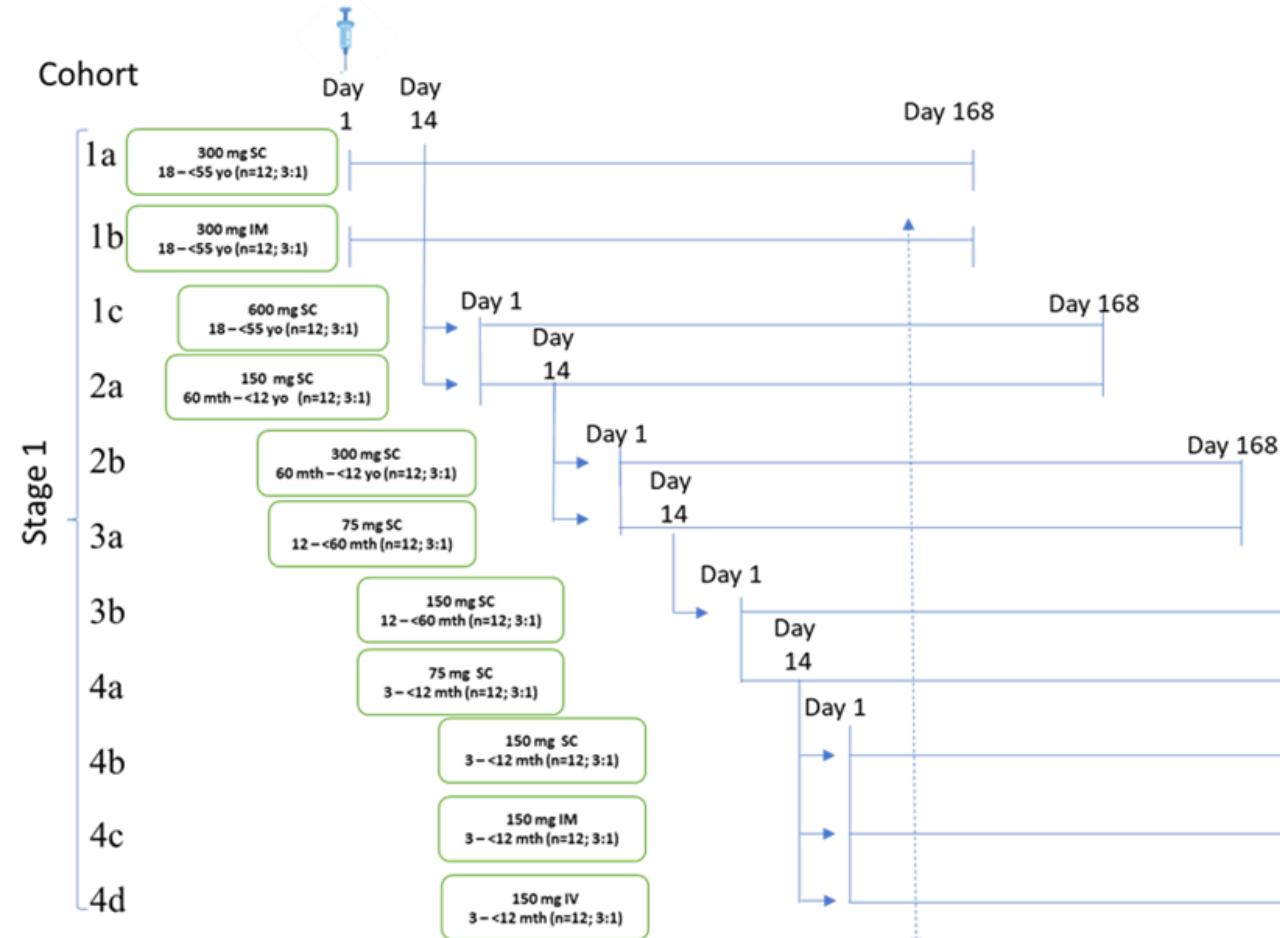 Cohort
Day
1
Day
14
Day 168
1a
300 mg SC
18 – <55 yo (n=12; 3:1)
1b
300 mg IM
18 – <55 yo (n=12; 3:1)
1c
600 mg SC
18 – <55 yo (n=12; 3:1)
Day 1
Day 168
Day
14
2a
150 mg SC
60 mth – <12 yo (n=12; 3:1)
2b
300 mg SC
60 mth – <12 yo (n=12; 3:1)
Day 1
Day 168
Day
14
Stage 1
3a
75 mg SC
12 – <60 mth (n=12; 3:1)
Day 1
3b
150 mg SC
12 – <60 mth (n=12; 3:1)
Day
14
4a
75 mg SC
3 – <12 mth (n=12; 3:1)
Day 1
4b
150 mg SC
3 – <12 mth (n=12; 3:1)
4c
150 mg IM
3 – <12 mth (n=12; 3:1)
4d
150 mg IV
3 – <12 mth (n=12; 3:1)